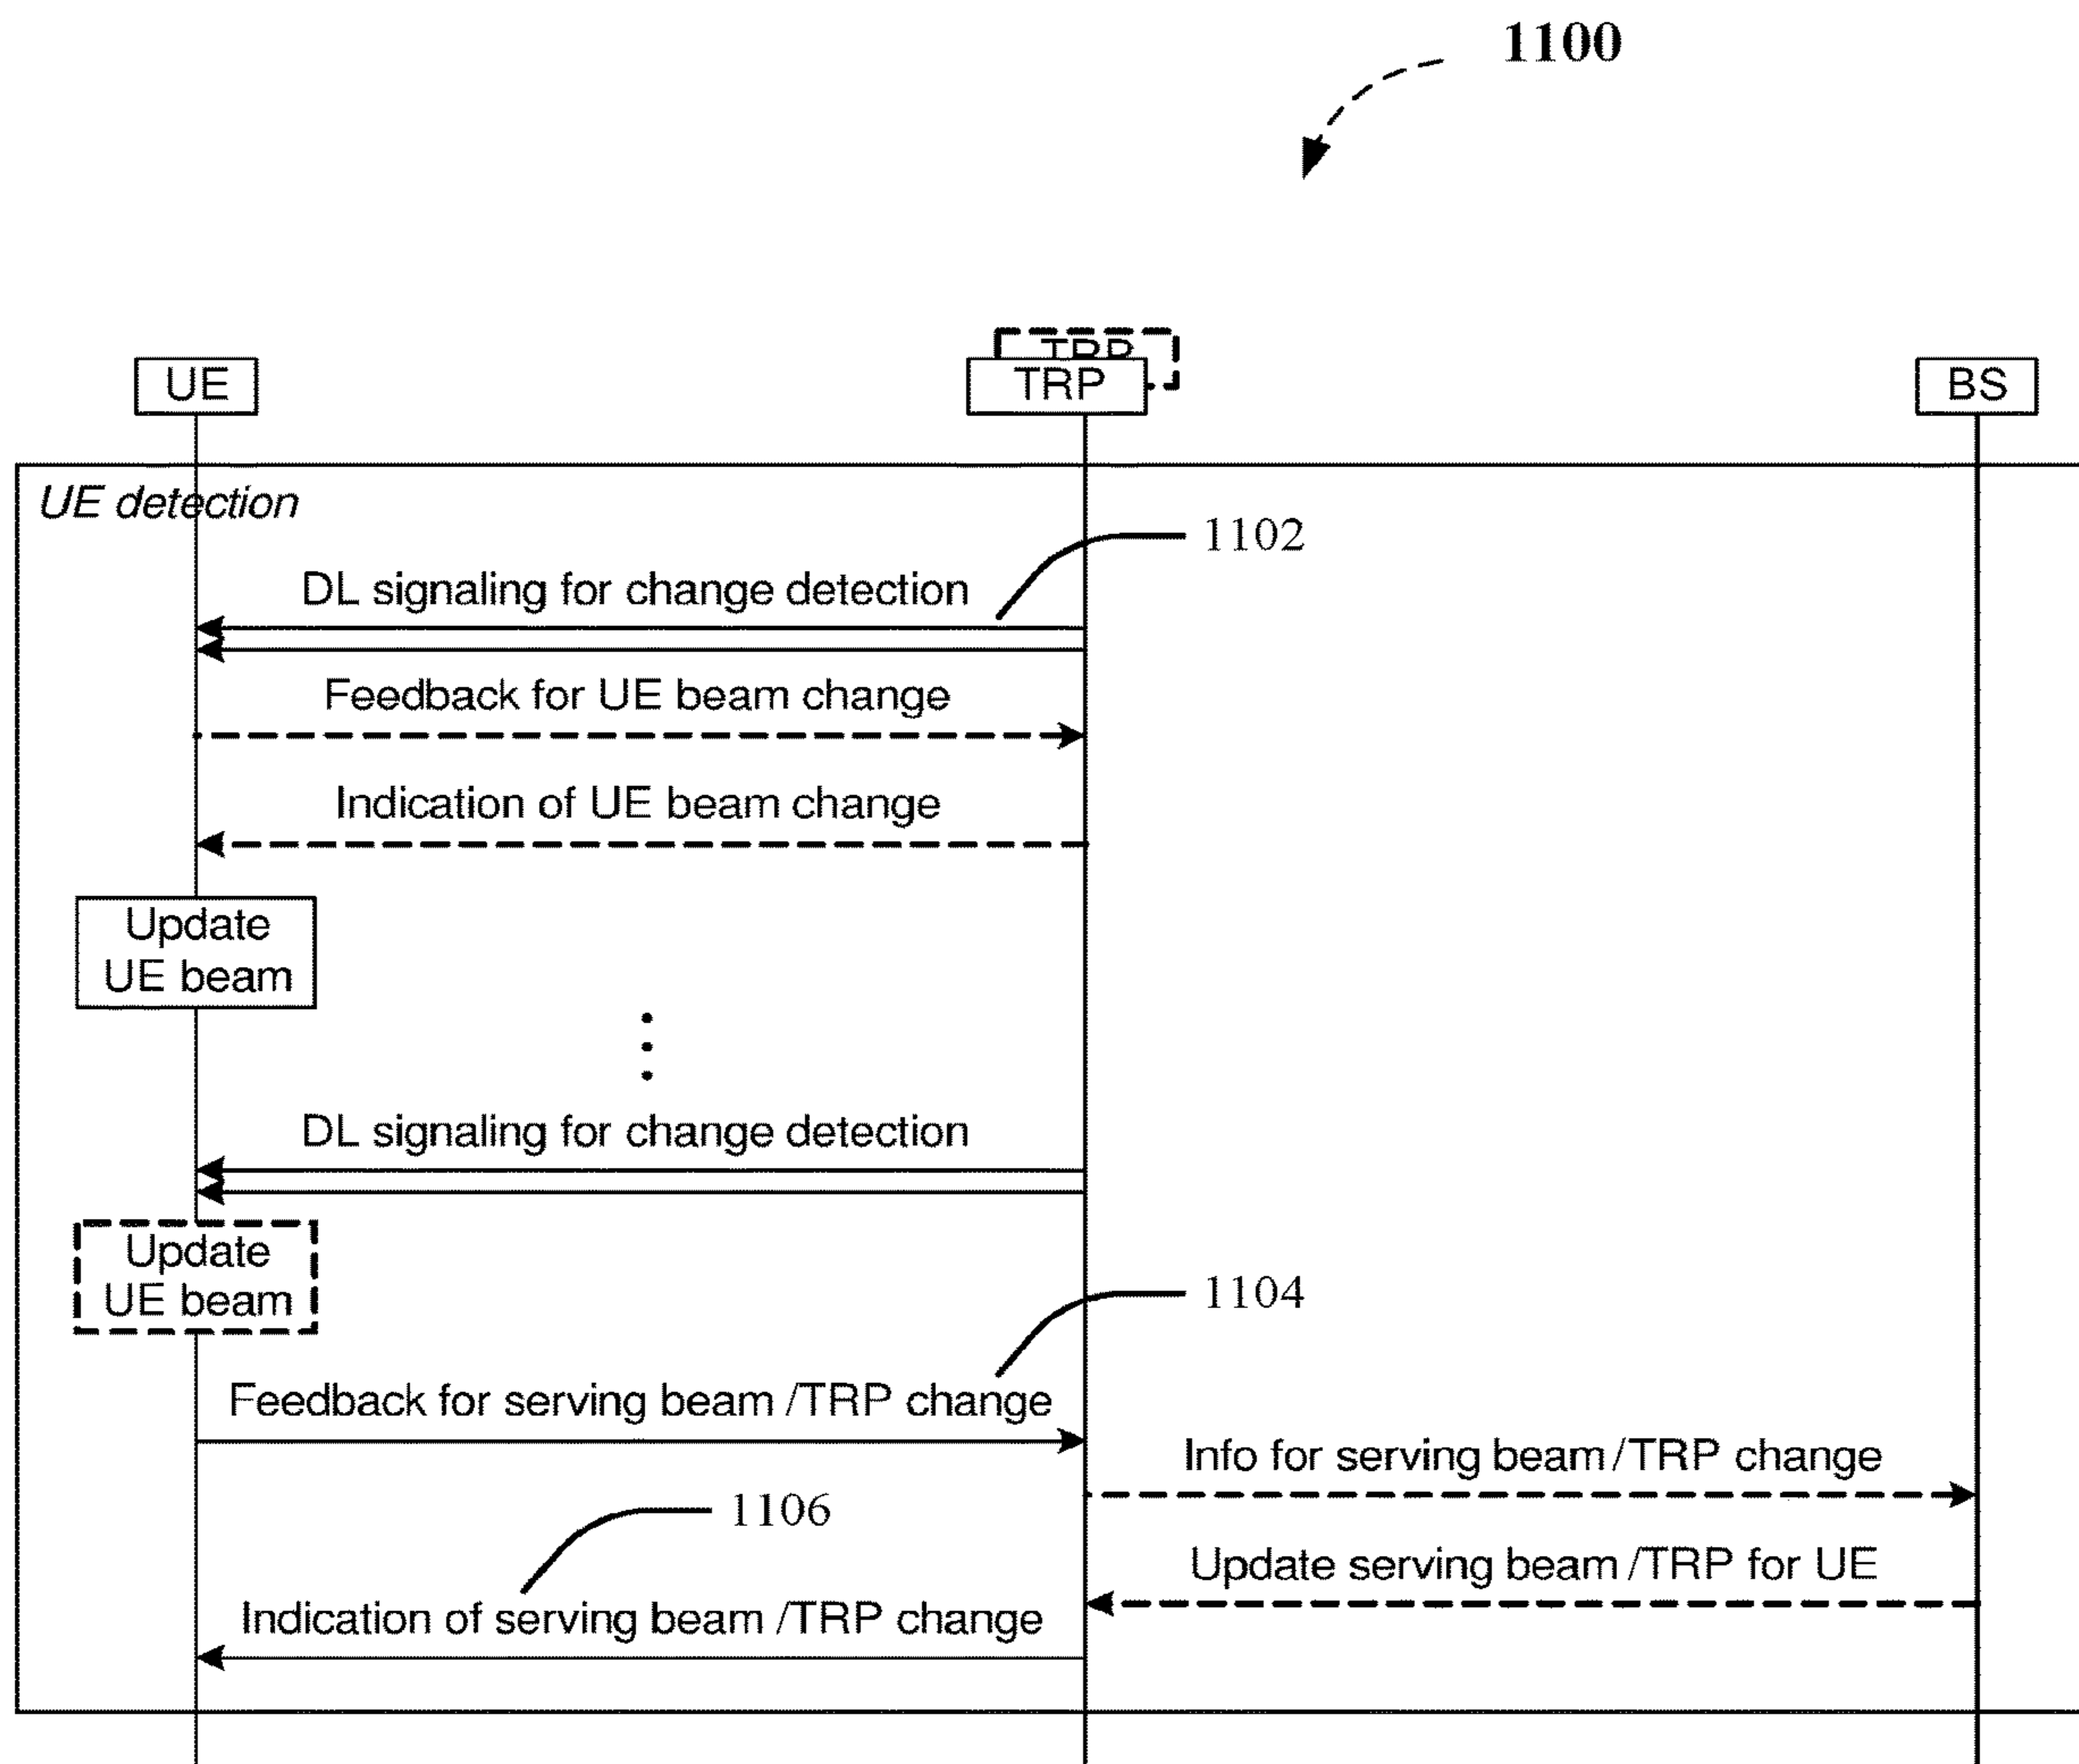 1100
TRP
UE
TRP
BS
UE detection
1102
DL signaling for change detection
Feedback for UE beam change
Indication of UE beam change
Update
UE beam
DL signaling for change detection
Update
UE beam
1104
Feedback for serving beam /TRP change
Info for serving beam /TRP change
1106
Update serving beam /TRP for UE
Indication of serving beam /TRP change